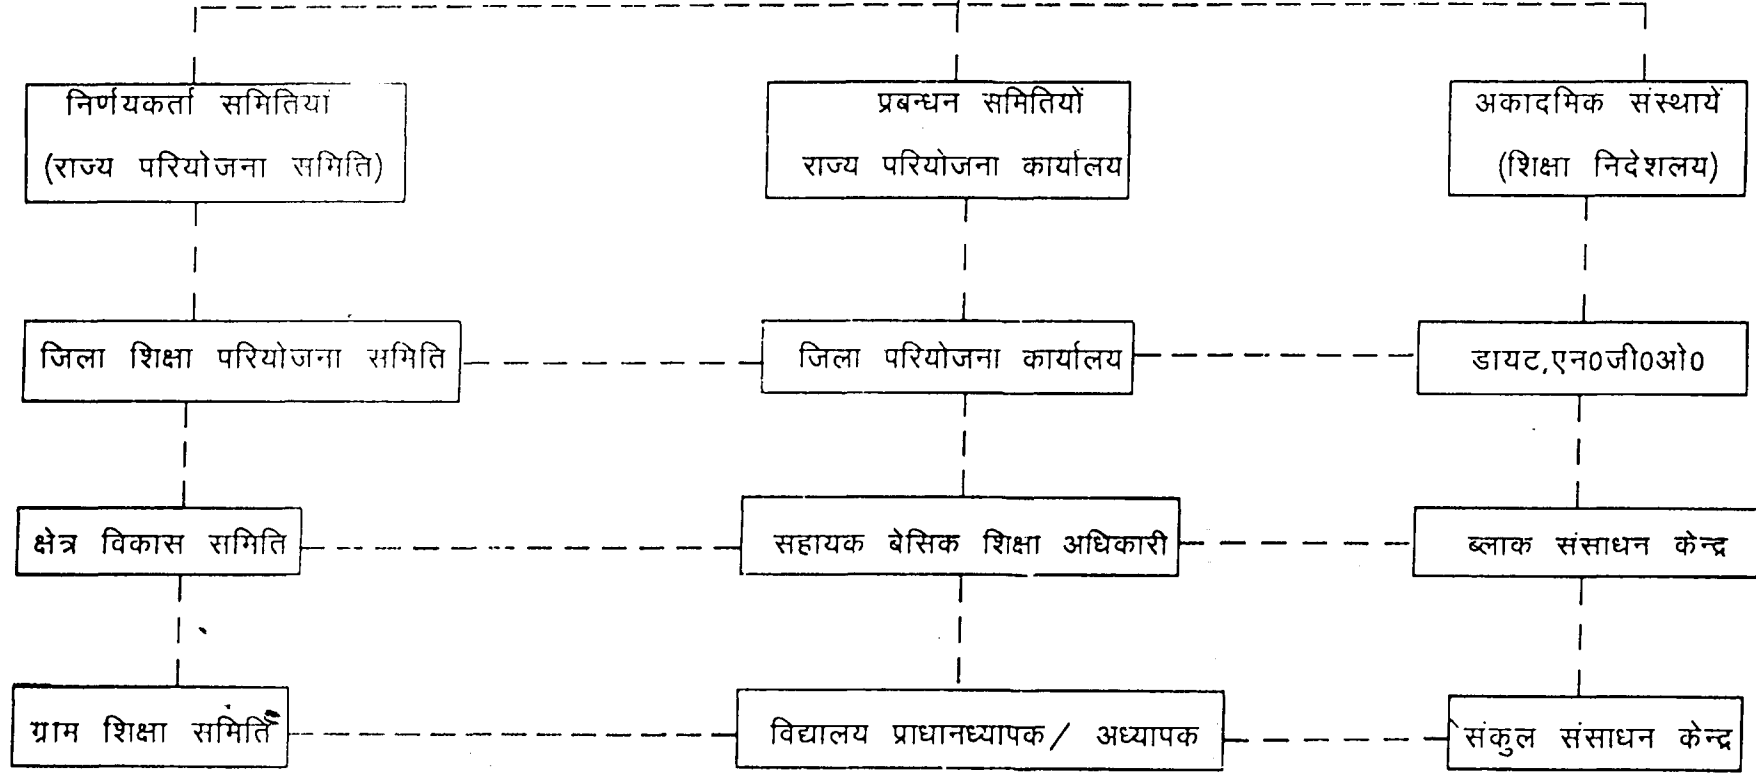 निर्णयकर्ता समितियां
(राज्य परियोजना समिति)
प्रबन्धन समितियों
राज्य परियोजना कार्यालय
अकादमिक संस्थायें
(शिक्षा निदेशलय)
जिला शिक्षा परियोजना समिति
जिला परियोजना कार्यालय
डायट,एन0जी0ओ0
क्षेत्र विकास समिति
सहायक बेसिक शिक्षा अधिकारी
ब्लाक संसाधन केन्द्र
ग्राम शिक्षा समिति
विद्यालय प्राधानध्यापक/ अध्यापक
संकुल संसाधन केन्द्र